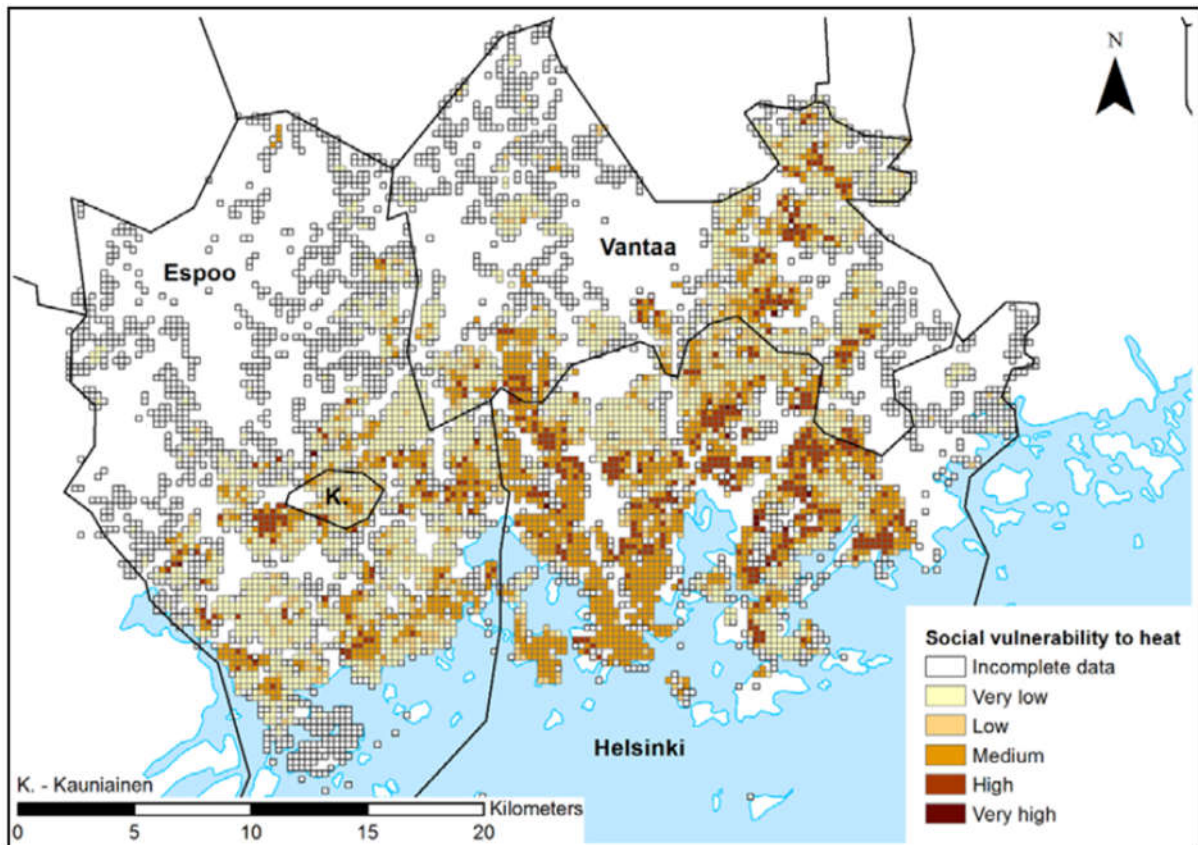 N
Espoo
Vantaa
K.
Helsinki
Social vulnerability to heat
Incomplete data
Very low
Low
Medium
High
Very high
K. - Kauniainen
Kilometers
0 5 10 15 20